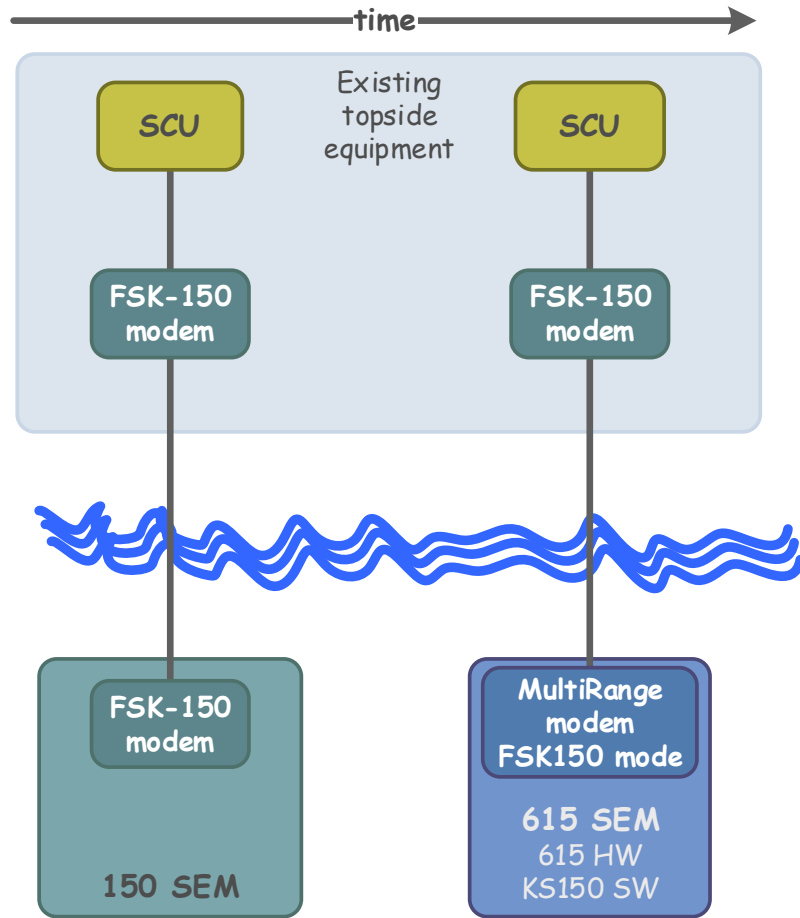 time
Existing
topside
equipment
SCU
SCU
FSK-150
modem
FSK-150
modem
FSK-150
modem
150 SEM
MultiRange
modem
FSK150 mode
615 SEM
615 HW
KS150 SW